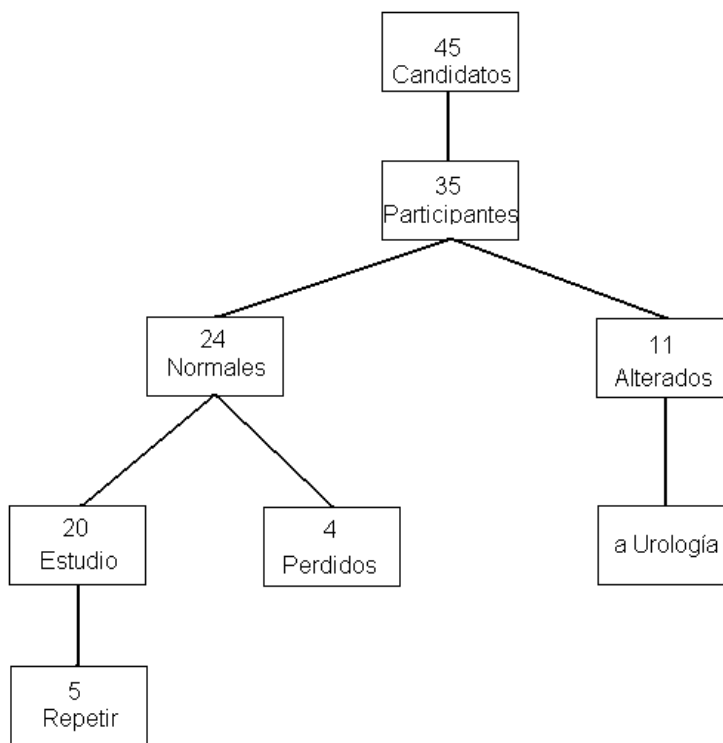 45
Candidatos
35
Participantes
24
Normales
11
Alterados
20
Estudio
4
Perdidos
a Urología
5
Repetir